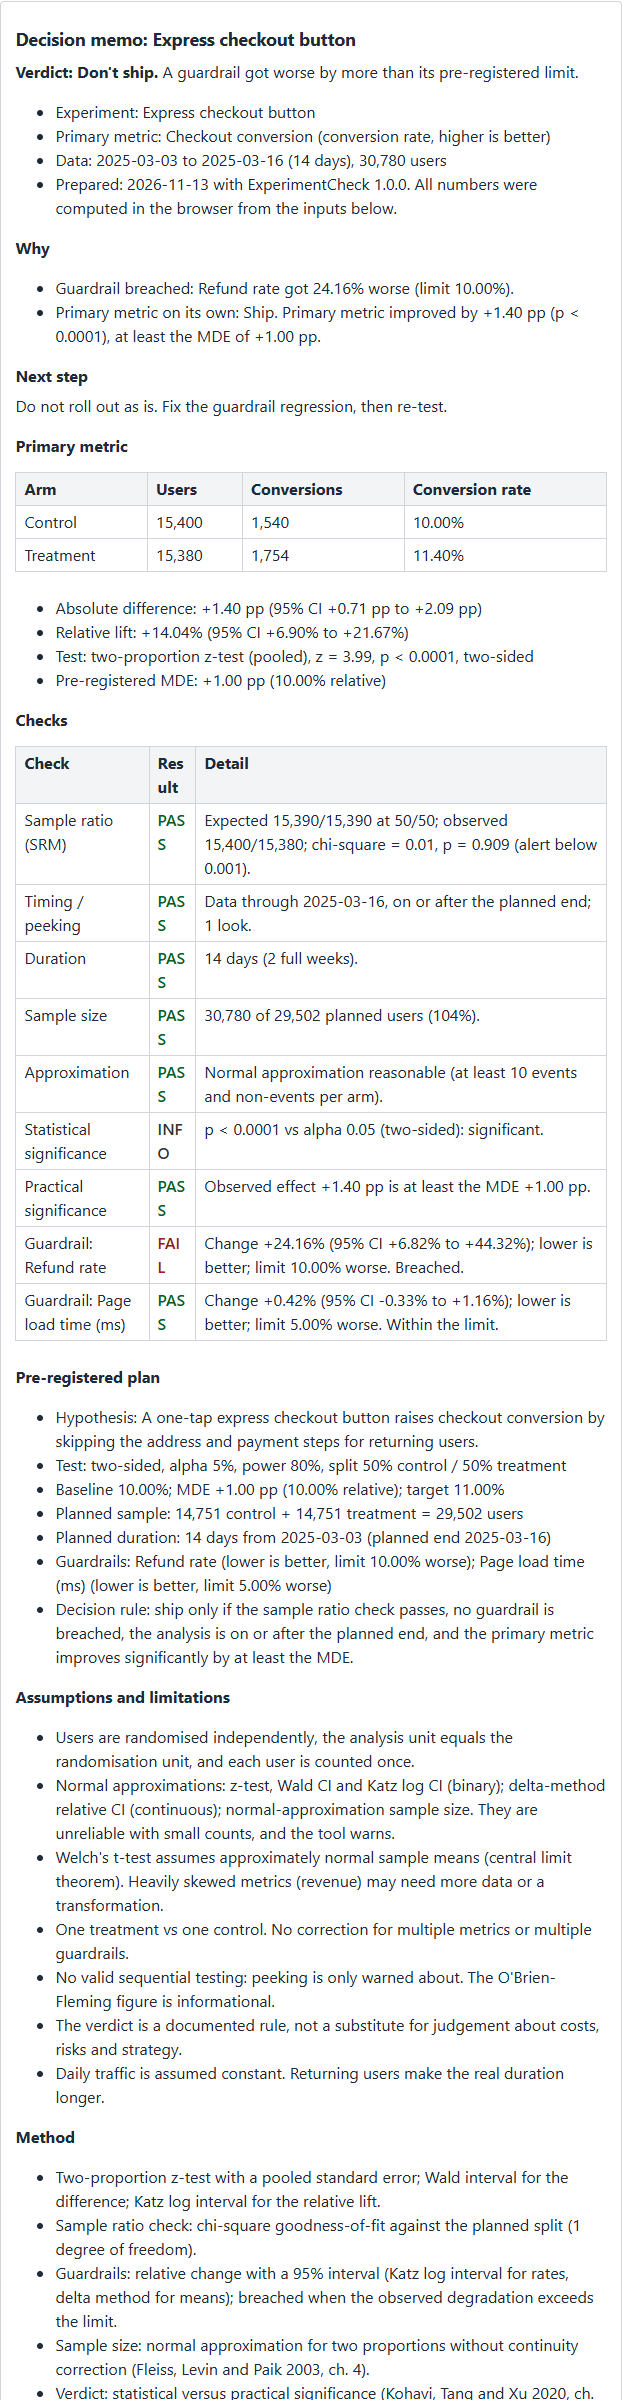 Decision memo: Express checkout button
Verdict: Don't ship. A guardrail got worse by more than its pre-registered limit.
Experiment: Express checkout button
Primary metric: Checkout conversion (conversion rate, higher is better)
Data: 2025-03-03 to 2025-03-16 (14 days), 30,780 users
Prepared: 2026-11-13 with ExperimentCheck 1.0.0. All numbers were
computed in the browser from the inputs below.
Why
Guardrail breached: Refund rate got 24.16% worse (limit 10.00%).
Primary metric on its own: Ship. Primary metric improved by +1.40 pp (p <
0.0001), at least the MDE of +1.00 pp.
Next step
Do not roll out as is. Fix the guardrail regression, then re-test.
Primary metric
Arm Users Conversions Conversion rate
Control 15,400 1,540 10.00%
Treatment 15,380 1,754 11.40%
Absolute difference: +1.40 pp (95% CI +0.71 pp to +2.09 pp)
Relative lift: +14.04% (95% CI +6.90% to +21.67%)
Test: two-proportion z-test (pooled), z = 3.99, p < 0.0001, two-sided
Pre-registered MDE: +1.00 pp (10.00% relative)
Checks
Check Res Detail
ult
Sample ratio PAS Expected 15,390/15,390 at 50/50; observed
(SRM) S 15,400/15,380; chi-square = 0.01, p = 0.909 (alert below
0.001).
Timing / PAS Data through 2025-03-16, on or after the planned end;
peeking S 1 look.
Duration PAS 14 days (2 full weeks).
S
Sample size PAS 30,780 of 29,502 planned users (104%).
S
Approximation PAS Normal approximation reasonable (at least 10 events
S and non-events per arm).
Statistical INF p < 0.0001 vs alpha 0.05 (two-sided): significant.
significance O
Practical PAS Observed effect +1.40 pp is at least the MDE +1.00 pp.
significance S
Guardrail: FAI Change +24.16% (95% CI +6.82% to +44.32%); lower is
Refund rate L better; limit 10.00% worse. Breached.
Guardrail: Page PAS Change +0.42% (95% CI -0.33% to +1.16%); lower is
load time (ms) S better; limit 5.00% worse. Within the limit.
Pre-registered plan
Hypothesis: A one-tap express checkout button raises checkout conversion by
skipping the address and payment steps for returning users.
Test: two-sided, alpha 5%, power 80%, split 50% control / 50% treatment
Baseline 10.00%; MDE +1.00 pp (10.00% relative); target 11.00%
Planned sample: 14,751 control + 14,751 treatment = 29,502 users
Planned duration: 14 days from 2025-03-03 (planned end 2025-03-16)
Guardrails: Refund rate (lower is better, limit 10.00% worse); Page load time
(ms) (lower is better, limit 5.00% worse)
Decision rule: ship only if the sample ratio check passes, no guardrail is
breached, the analysis is on or after the planned end, and the primary metric
improves significantly by at least the MDE.
Assumptions and limitations
Users are randomised independently, the analysis unit equals the
randomisation unit, and each user is counted once.
Normal approximations: z-test, Wald CI and Katz log CI (binary); delta-method
relative CI (continuous); normal-approximation sample size. They are
unreliable with small counts, and the tool warns.
Welch's t-test assumes approximately normal sample means (central limit
theorem). Heavily skewed metrics (revenue) may need more data or a
transformation.
One treatment vs one control. No correction for multiple metrics or multiple
guardrails.
No valid sequential testing: peeking is only warned about. The O'Brien-
Fleming figure is informational.
The verdict is a documented rule, not a substitute for judgement about costs,
risks and strategy.
Daily traffic is assumed constant. Returning users make the real duration
longer.
Method
Two-proportion z-test with a pooled standard error; Wald interval for the
difference; Katz log interval for the relative lift.
Sample ratio check: chi-square goodness-of-fit against the planned split (1
degree of freedom).
Guardrails: relative change with a 95% interval (Katz log interval for rates,
delta method for means); breached when the observed degradation exceeds
the limit.
Sample size: normal approximation for two proportions without continuity
correction (Fleiss, Levin and Paik 2003, ch. 4).
Verdict: statistical versus practical significance (Kohavi, Tang and Xu 2020, ch.